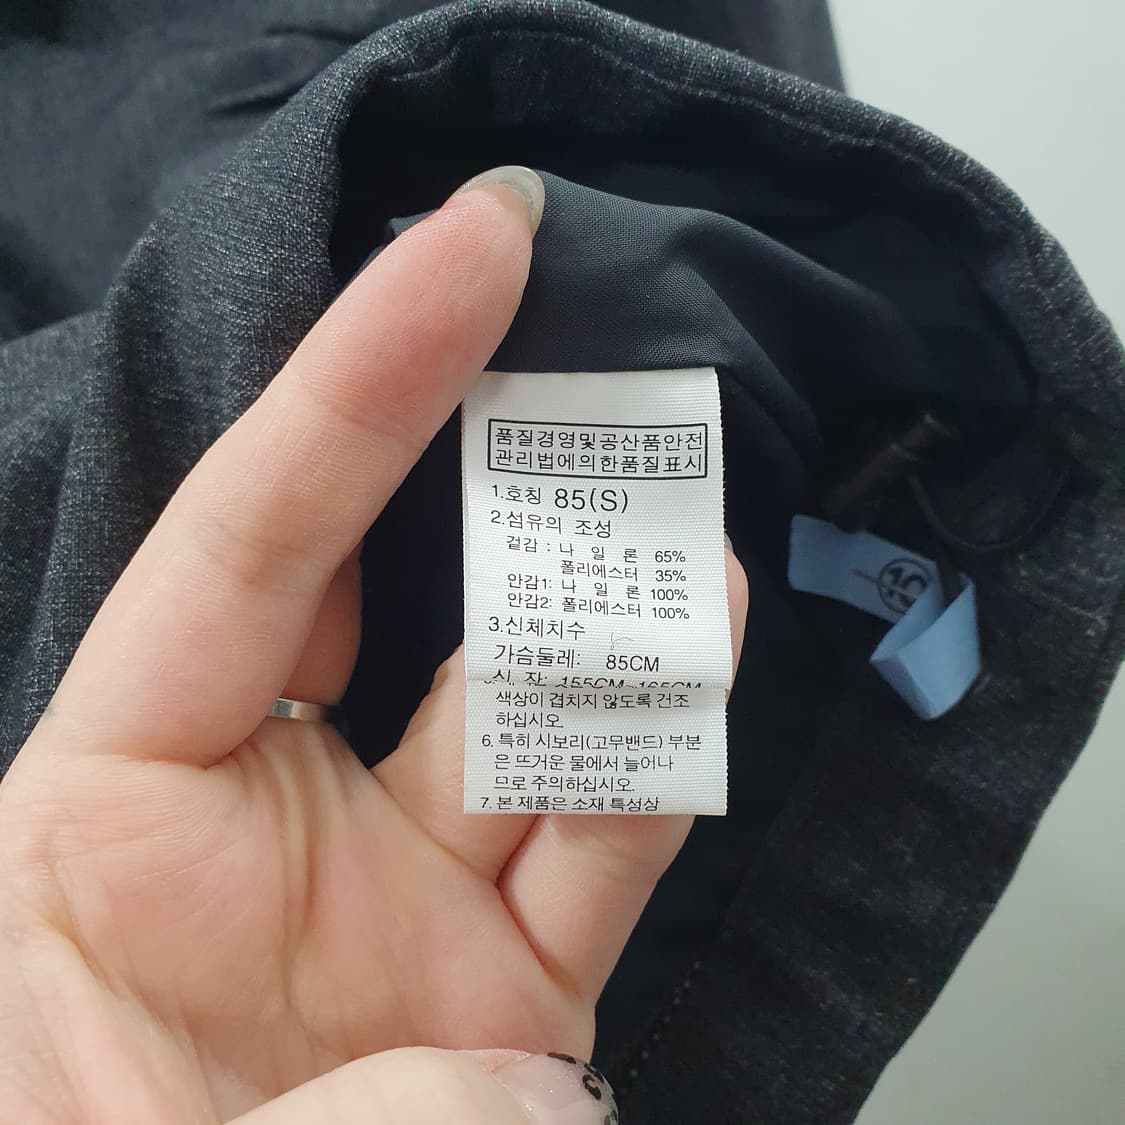 품질경영및공산품안전
관리법에의한품질표시
1.호칭 85(S)
2.섬유의 조성
겉감 : 나 일 론 65%
폴리에스터 35%
안감1: 나 일 론 100%
안감2: 폴리에스터 100%
3.신체치수
가슴둘레: 85CM
신 장: 155CM~165CM
색상이 겹치지 않도록 건조
하십시오.
6. 특히 시보리(고무밴드) 부분
은 뜨거운 물에서 늘어나
므로 주의하십시오.
7. 본 제품은 소재 특성상